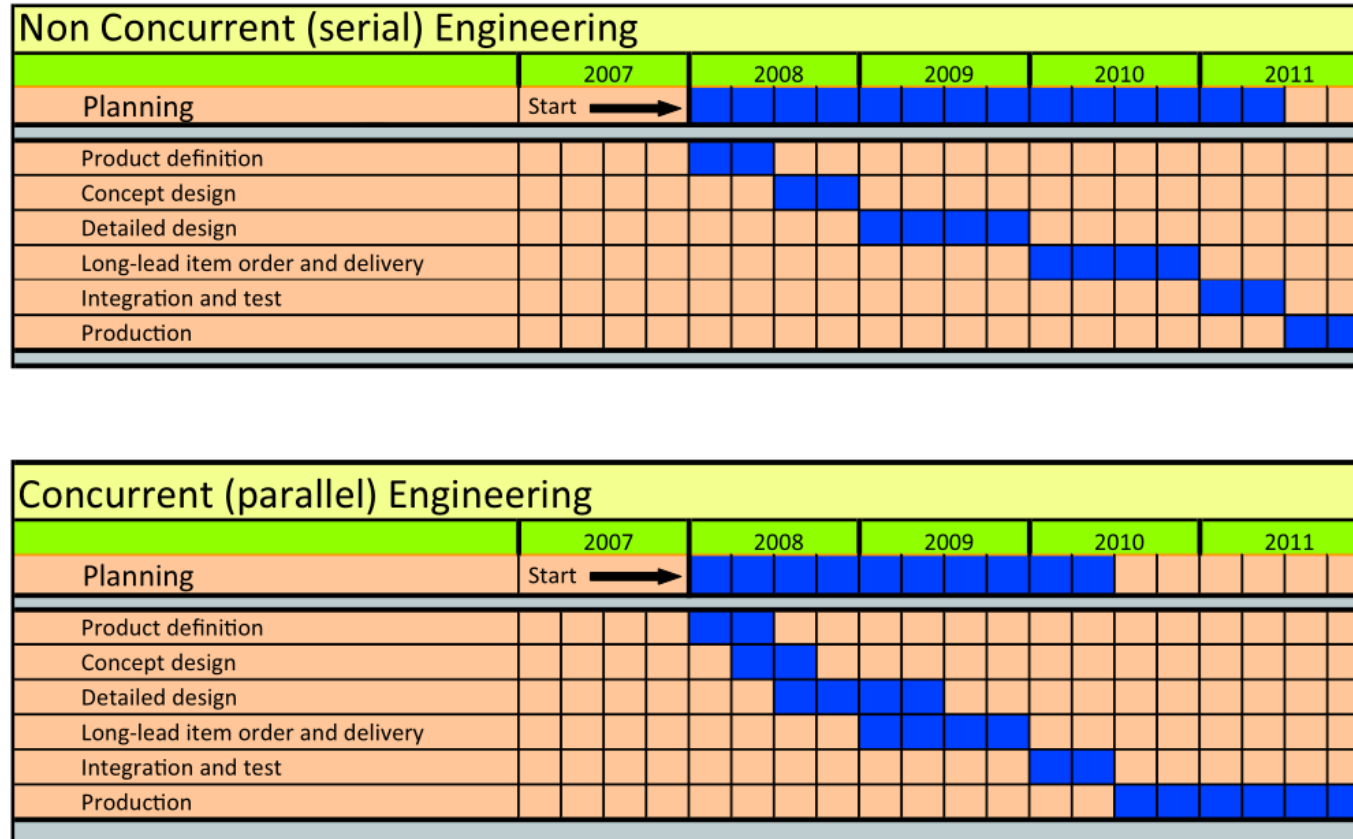 Non Concurrent (serial) Engineering
2007 2008 2009 2010 2011
Planning Start
Product definition
Concept design
Detailed design
Long-lead item order and delivery
Integration and test
Production
Concurrent (parallel) Engineering
2007 2008 2009 2010 2011
Planning Start
Product definition
Concept design
Detailed design
Long-lead item order and delivery
Integration and test
Production